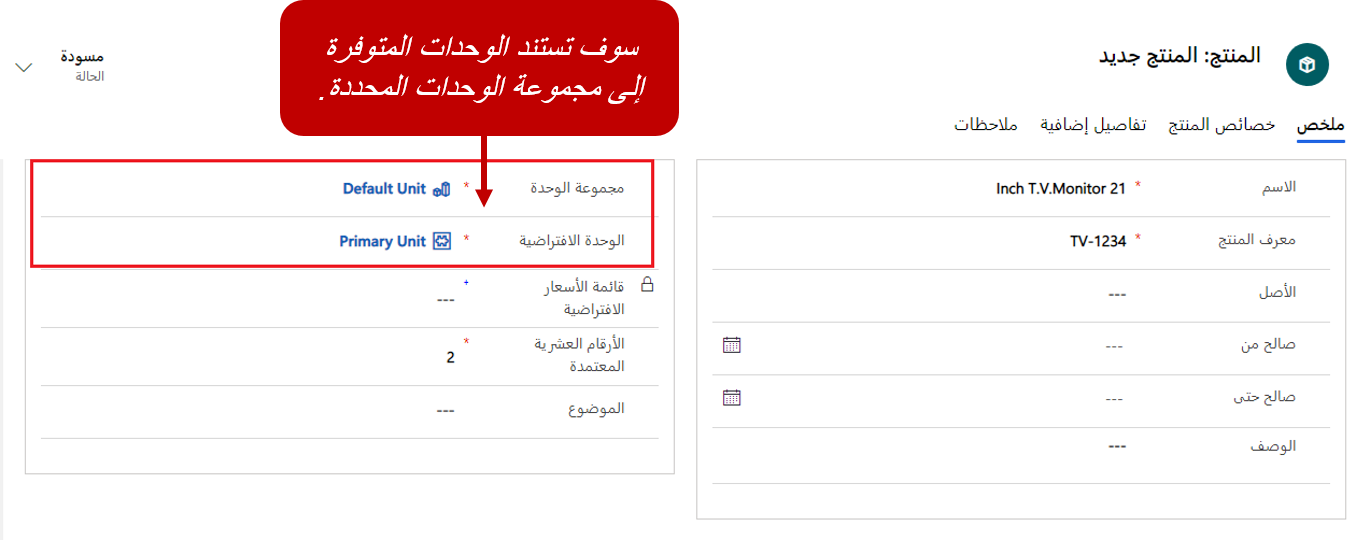 سوف تستند الوحدات المتوفرة
إلى مجموعة الوحدات المحددة.
المنتج: المنتج جديد
مسودة
الحالة
ملخص خصائص المنتج تفاصيل إضافية ملاحظات
الاسم * Inch T.V.Monitor 21
معرف المنتج * TV-1234
الأصل ---
صالح من ---
صالح حتى ---
الوصف ---
مجموعة الوحدة * Default Unit
الوحدة الافتراضية * Primary Unit
قائمة الأسعار
الافتراضية + ---
الأرقام العشرية
المعتمدة * 2
الموضوع ---